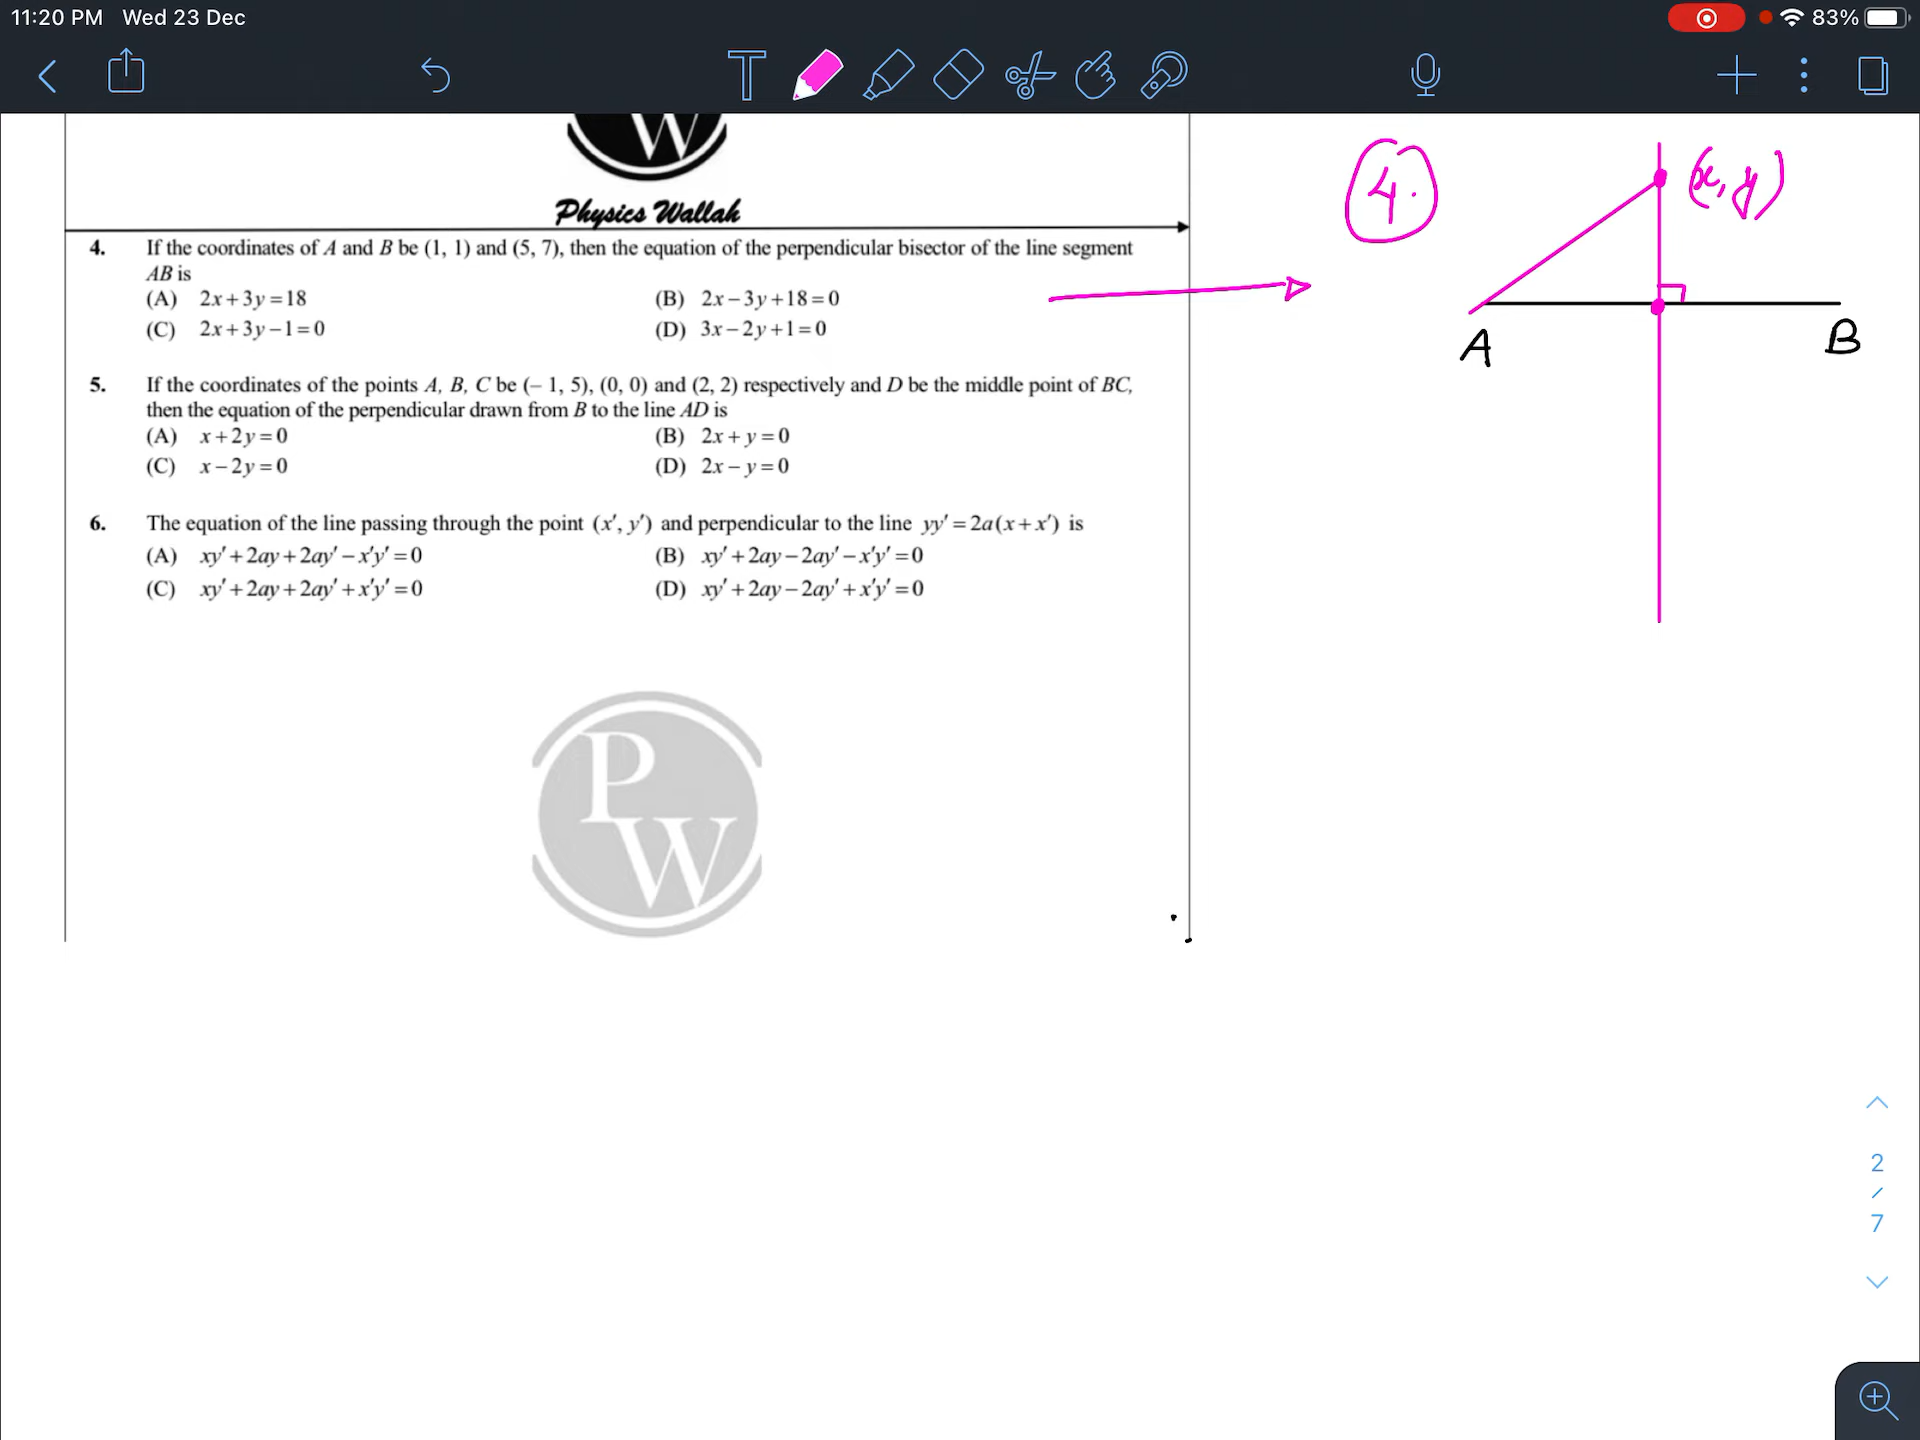 11:20 PM Wed 23 Dec
83%
T
W
Physics Wallah
4. If the coordinates of A and B be (1, 1) and (5, 7), then the equation of the perpendicular bisector of the line segment
AB is
(A) 2x+3y=18 (B) 2x−3y+18=0
(C) 2x+3y−1=0 (D) 3x−2y+1=0
5. If the coordinates of the points A, B, C be (– 1, 5), (0, 0) and (2, 2) respectively and D be the middle point of BC,
then the equation of the perpendicular drawn from B to the line AD is
(A) x+2y=0 (B) 2x+y=0
(C) x−2y=0 (D) 2x−y=0
6. The equation of the line passing through the point (x′, y′) and perpendicular to the line yy′=2a(x+x′) is
(A) xy′+2ay+2ay′−x′y′=0 (B) xy′+2ay−2ay′−x′y′=0
(C) xy′+2ay+2ay′+x′y′=0 (D) xy′+2ay−2ay′+x′y′=0
PW
4.
(x, y)
A B
2
/
7